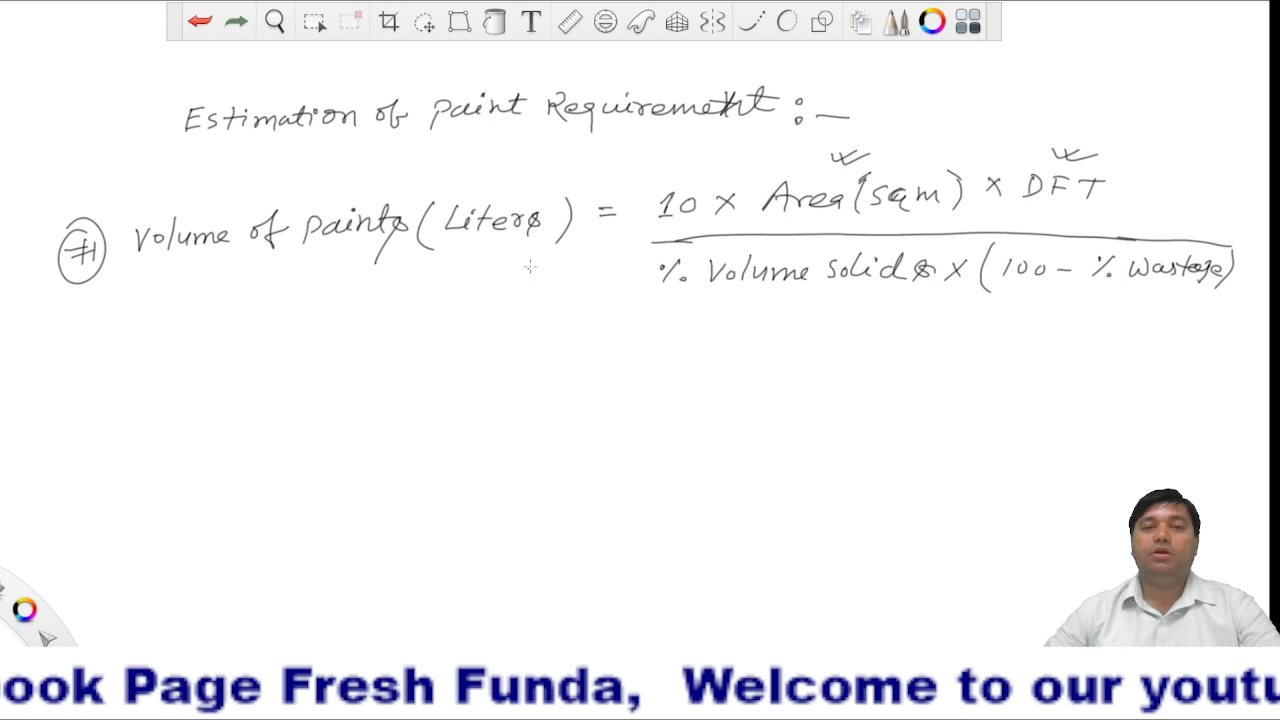 T
Estimation of paint Requirement :-
# Volume of paints (Liters) = 10 x Area (sqm) x DFT
% Volume solids x (100 - % Wastage)
ook Page Fresh Funda, Welcome to our youtu